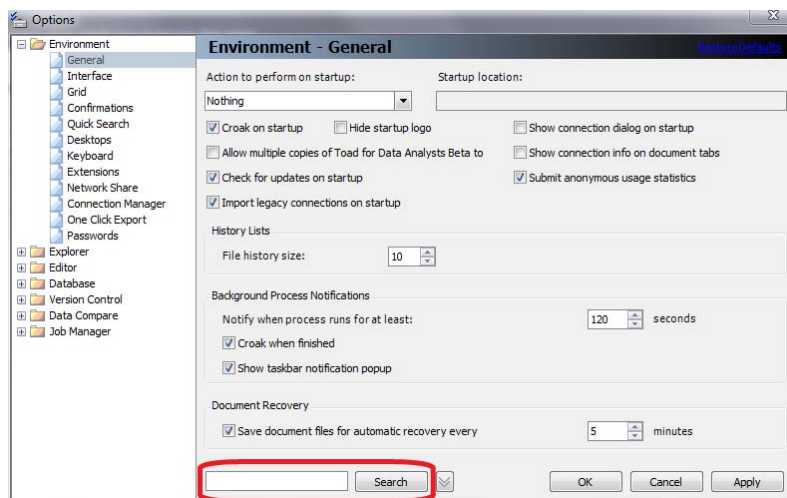 Options
Environment
General
Interface
Grid
Confirmations
Quick Search
Desktops
Keyboard
Extensions
Network Share
Connection Manager
One Click Export
Passwords
Explorer
Editor
Database
Version Control
Data Compare
Job Manager
Environment - General
Restore Defaults
Action to perform on startup: Startup location:
Nothing
Croak on startup Hide startup logo Show connection dialog on startup
Allow multiple copies of Toad for Data Analysts Beta to Show connection info on document tabs
Check for updates on startup Submit anonymous usage statistics
Import legacy connections on startup
History Lists
File history size: 10
Background Process Notifications
Notify when process runs for at least: 120 seconds
Croak when finished
Show taskbar notification popup
Document Recovery
Save document files for automatic recovery every 5 minutes
Search OK Cancel Apply